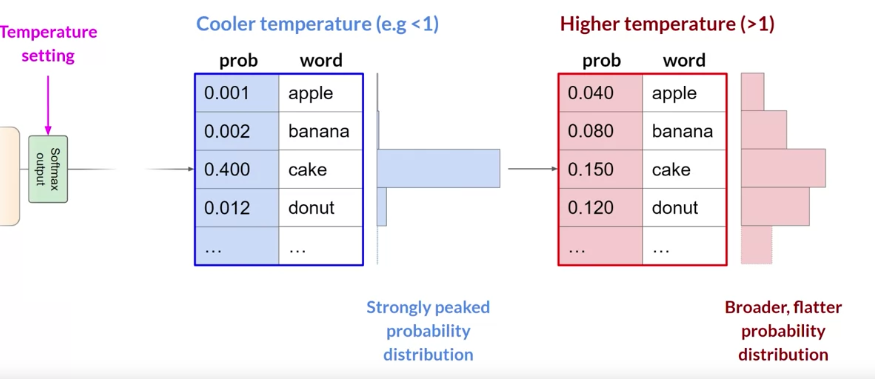 Temperature
setting
Softmax
output
Cooler temperature (e.g <1)
prob word
0.001 apple
0.002 banana
0.400 cake
0.012 donut
... ...
Strongly peaked
probability
distribution
Higher temperature (>1)
prob word
0.040 apple
0.080 banana
0.150 cake
0.120 donut
... ...
Broader, flatter
probability
distribution